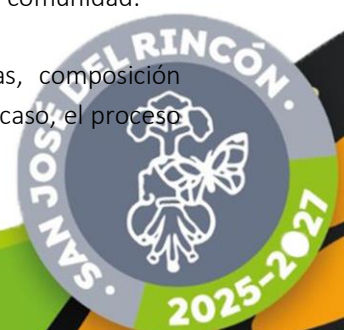 comunidad.
as, composición
caso, el proceso
· SAN JOSÉ DEL RINCÓN ·
2025-2027